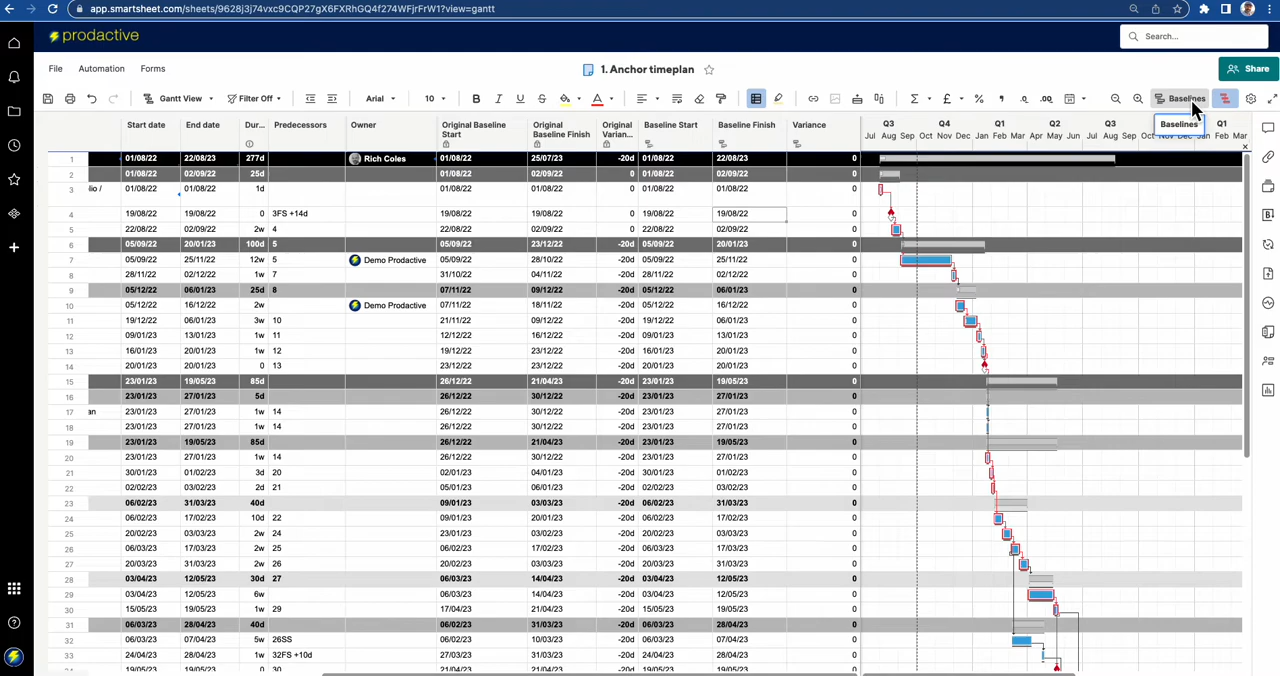 app.smartsheet.com/sheets/9628j3j74vxc9CQP27gX6FXRhGQ4f274WFjrFrW1?view=gantt
prodactive
Search...
File Automation Forms
1. Anchor timeplan
Share
Gantt View Filter Off Arial 10 B I U S A Σ £ % Baselines
Start date End date Dur... Predecessors Owner Original Baseline Start Original Baseline Finish Original Varian... Baseline Start Baseline Finish Variance
Q3 Q4 Q1 Q2 Q3 Q1
Jul Aug Sep Oct Nov Dec Jan Feb Mar Apr May Jun Jul Aug Sep Oct Nov Dec Jan Feb Mar
Baselines
1 01/08/22 22/08/23 277d Rich Coles 01/08/22 25/07/23 -20d 01/08/22 22/08/23 0
2 01/08/22 02/09/22 25d 01/08/22 02/09/22 0 01/08/22 02/09/22 0
3 olio / 01/08/22 01/08/22 1d 01/08/22 01/08/22 0 01/08/22 01/08/22 0
4 19/08/22 19/08/22 0 3FS +14d 19/08/22 19/08/22 0 19/08/22 19/08/22 0
5 22/08/22 02/09/22 2w 4 22/08/22 02/09/22 0 22/08/22 02/09/22 0
6 05/09/22 20/01/23 100d 5 05/09/22 23/12/22 -20d 05/09/22 20/01/23 0
7 05/09/22 25/11/22 12w 5 Demo Prodactive 05/09/22 28/10/22 -20d 05/09/22 25/11/22 0
8 28/11/22 02/12/22 1w 7 31/10/22 04/11/22 -20d 28/11/22 02/12/22 0
9 05/12/22 06/01/23 25d 8 07/11/22 09/12/22 -20d 05/12/22 06/01/23 0
10 05/12/22 16/12/22 2w Demo Prodactive 07/11/22 18/11/22 -20d 05/12/22 16/12/22 0
11 19/12/22 06/01/23 3w 10 21/11/22 09/12/22 -20d 19/12/22 06/01/23 0
12 09/01/23 13/01/23 1w 11 12/12/22 16/12/22 -20d 09/01/23 13/01/23 0
13 16/01/23 20/01/23 1w 12 19/12/22 23/12/22 -20d 16/01/23 20/01/23 0
14 20/01/23 20/01/23 0 13 23/12/22 23/12/22 -20d 20/01/23 20/01/23 0
15 23/01/23 19/05/23 85d 26/12/22 21/04/23 -20d 23/01/23 19/05/23 0
16 23/01/23 27/01/23 5d 26/12/22 30/12/22 -20d 23/01/23 27/01/23 0
17 an 23/01/23 27/01/23 1w 14 26/12/22 30/12/22 -20d 23/01/23 27/01/23 0
18 23/01/23 27/01/23 1w 14 26/12/22 30/12/22 -20d 23/01/23 27/01/23 0
19 23/01/23 19/05/23 85d 26/12/22 21/04/23 -20d 23/01/23 19/05/23 0
20 23/01/23 27/01/23 1w 14 26/12/22 30/12/22 -20d 23/01/23 27/01/23 0
21 30/01/23 01/02/23 3d 20 02/01/23 04/01/23 -20d 30/01/23 01/02/23 0
22 02/02/23 03/02/23 2d 21 05/01/23 06/01/23 -20d 02/02/23 03/02/23 0
23 06/02/23 31/03/23 40d 09/01/23 03/03/23 -20d 06/02/23 31/03/23 0
24 06/02/23 17/02/23 10d 22 09/01/23 20/01/23 -20d 06/02/23 17/02/23 0
25 20/02/23 03/03/23 2w 24 23/01/23 03/02/23 -20d 20/02/23 03/03/23 0
26 06/03/23 17/03/23 2w 25 06/02/23 17/02/23 -20d 06/03/23 17/03/23 0
27 20/03/23 31/03/23 2w 26 20/02/23 03/03/23 -20d 20/03/23 31/03/23 0
28 03/04/23 12/05/23 30d 27 06/03/23 14/04/23 -20d 03/04/23 12/05/23 0
29 03/04/23 12/05/23 6w 06/03/23 14/04/23 -20d 03/04/23 12/05/23 0
30 15/05/23 19/05/23 1w 29 17/04/23 21/04/23 -20d 15/05/23 19/05/23 0
31 06/03/23 28/04/23 40d 06/02/23 31/03/23 -20d 06/03/23 28/04/23 0
32 06/03/23 07/04/23 5w 26SS 06/02/23 10/03/23 -20d 06/03/23 07/04/23 0
33 24/04/23 28/04/23 1w 32FS +10d 27/03/23 31/03/23 -20d 24/04/23 28/04/23 0
19/05/23 19/05/23 0 30 21/04/23 21/04/23 -20d 19/05/23 19/05/23 0